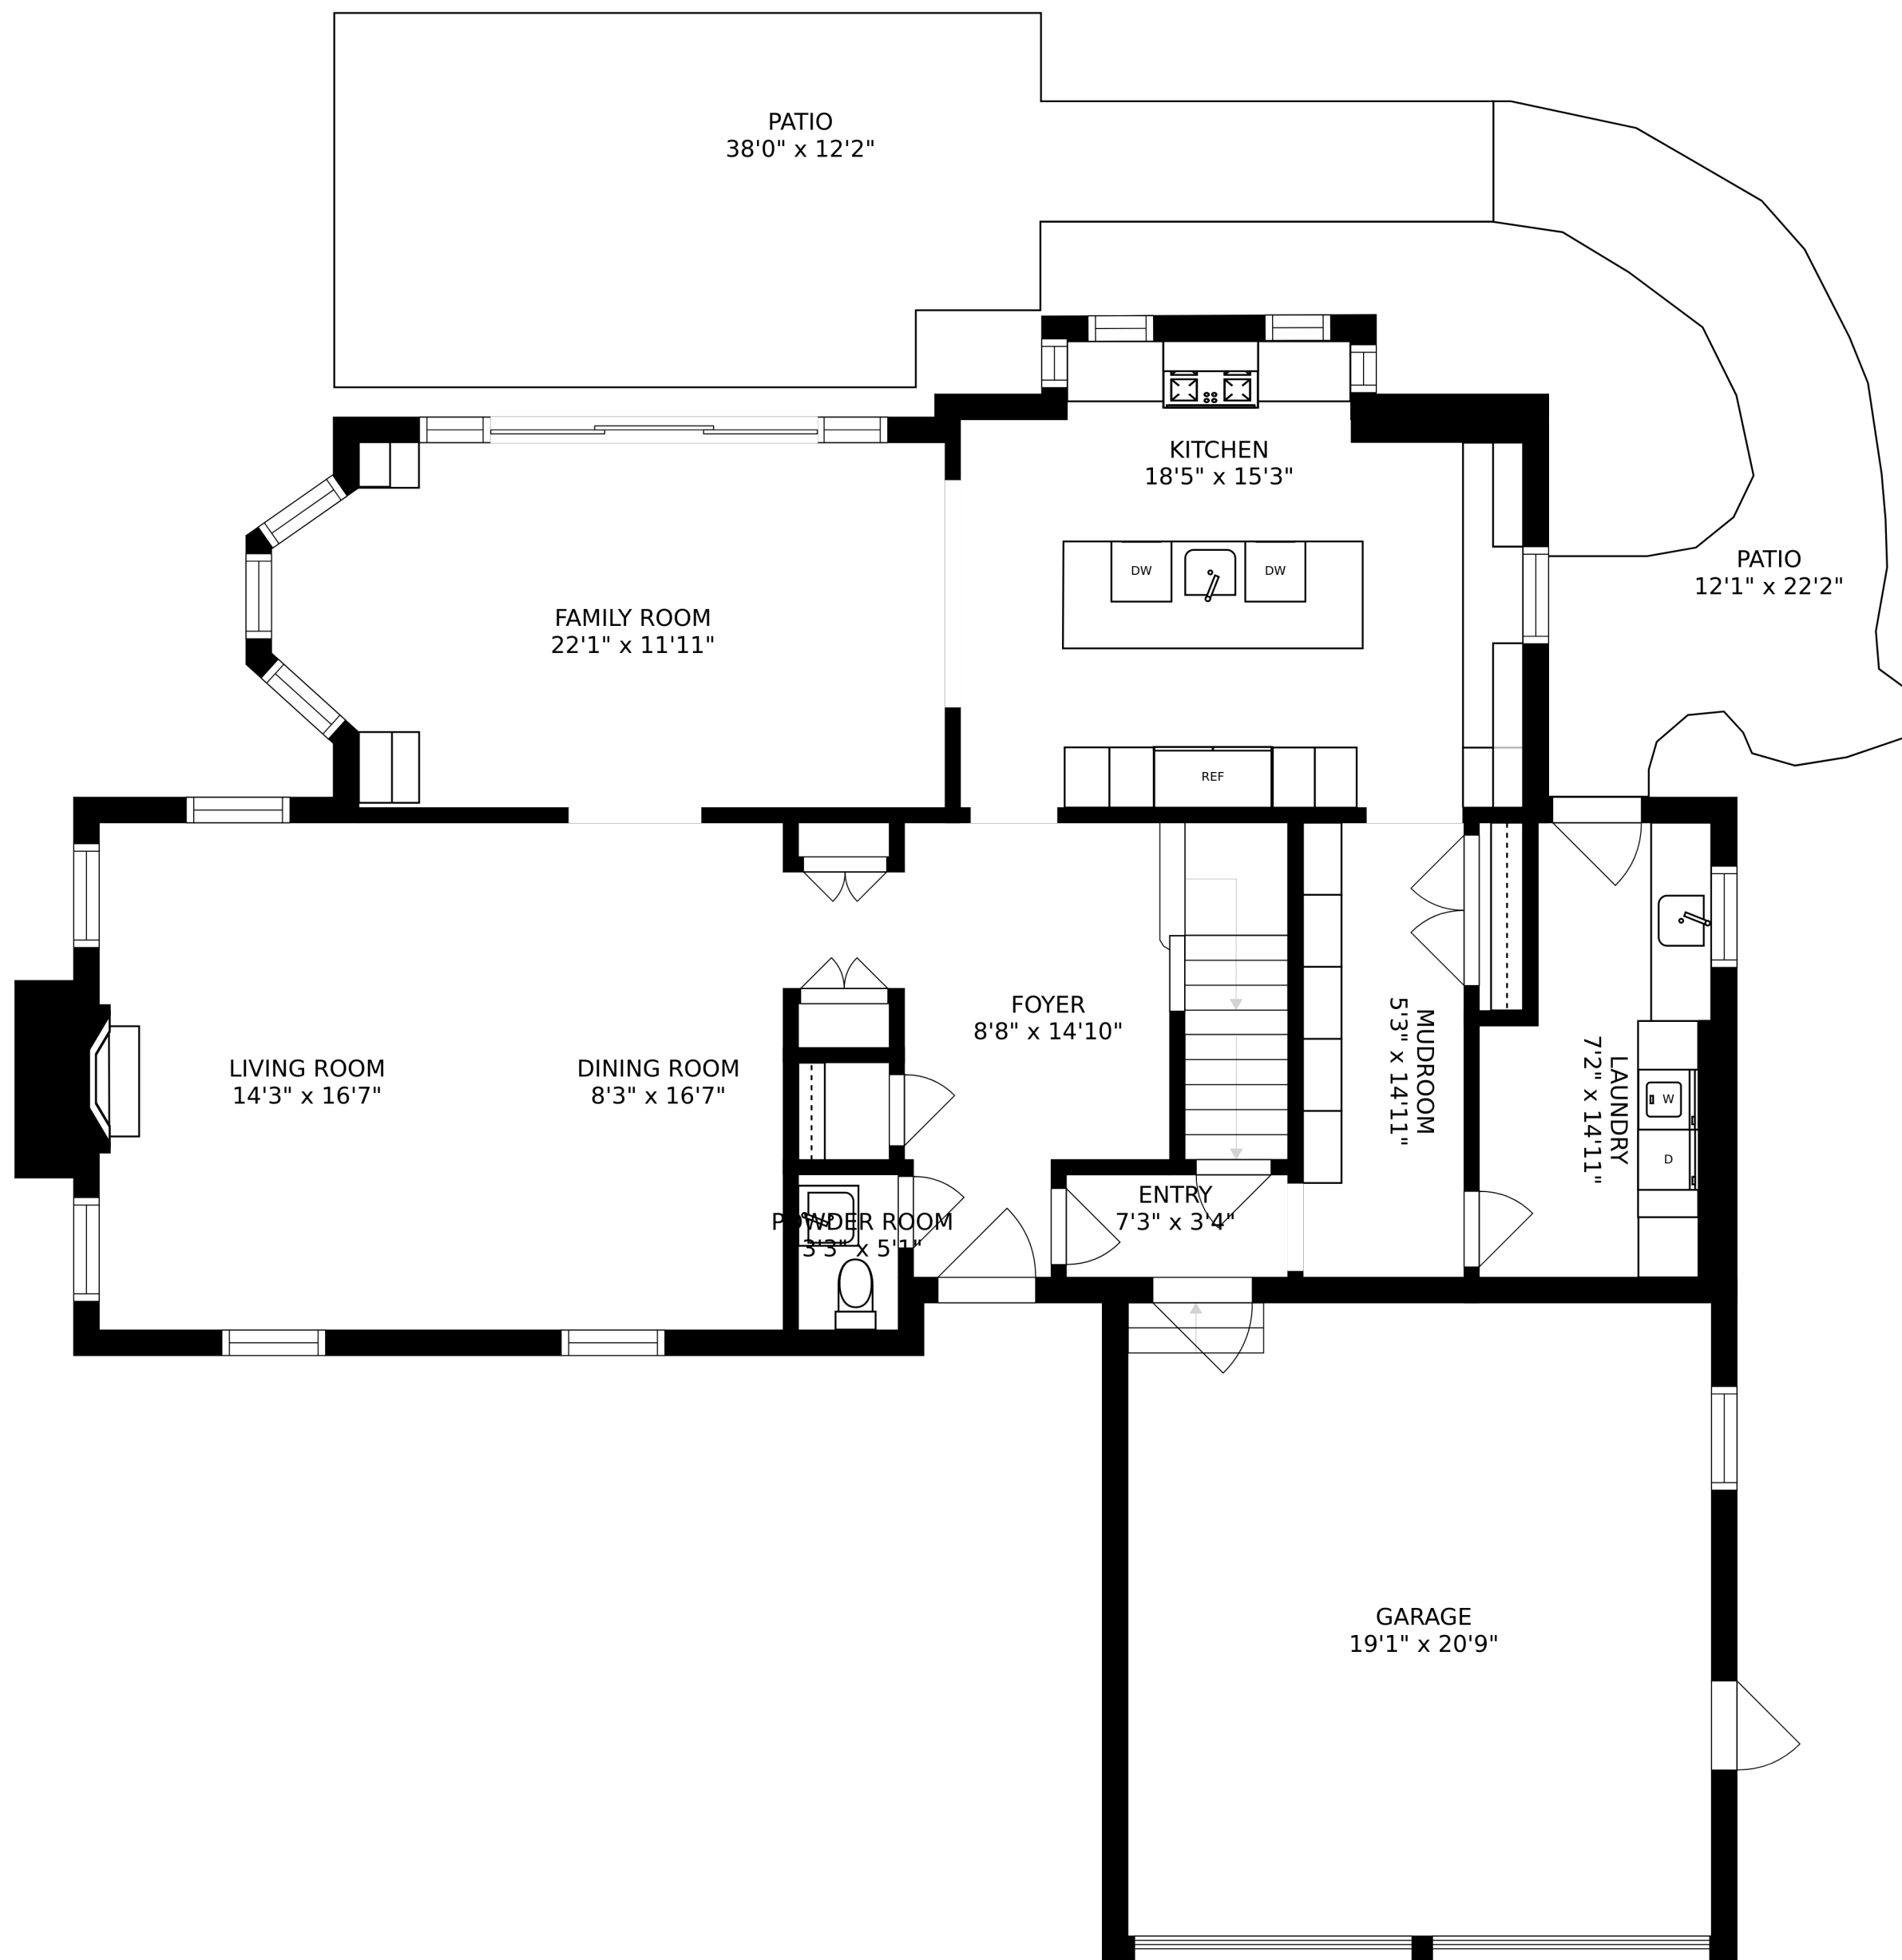 PATIO
38'0" x 12'2"
KITCHEN
18'5" x 15'3"
DW
DW
PATIO
12'1" x 22'2"
FAMILY ROOM
22'1" x 11'11"
REF
FOYER
8'8" x 14'10"
LIVING ROOM
14'3" x 16'7"
DINING ROOM
8'3" x 16'7"
MUDROOM
5'3" x 14'11"
LAUNDRY
7'2" x 14'11"
W
D
ENTRY
7'3" x 3'4"
POWDER ROOM
3'3" x 5'1"
GARAGE
19'1" x 20'9"